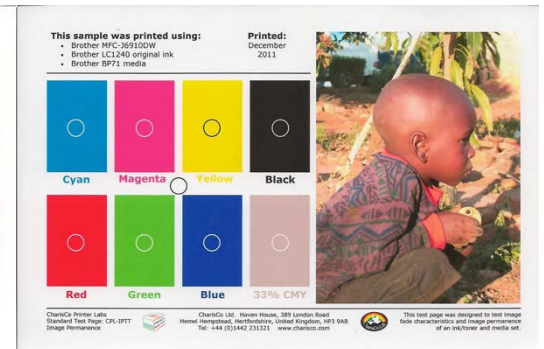 This sample was printed using:
• Brother MFC-J6910DW
• Brother LC1240 original ink
• Brother BP71 media
Printed:
December
2011
Cyan
Magenta
Yellow
Black
Red
Green
Blue
33% CMY
CharisCo Printer Labs
Standard Test Page: CPL-IPTT
Image Permanence
CharisCo Ltd Haven House, 389 London Road
Hemel Hempstead, Hertfordshire, United Kingdom, HP3 9AB
Tel: +44 (0)1442 231321 www.charisco.com
This test page was designed to test image
fade characteristics and image permanence
of an ink/toner and media set.